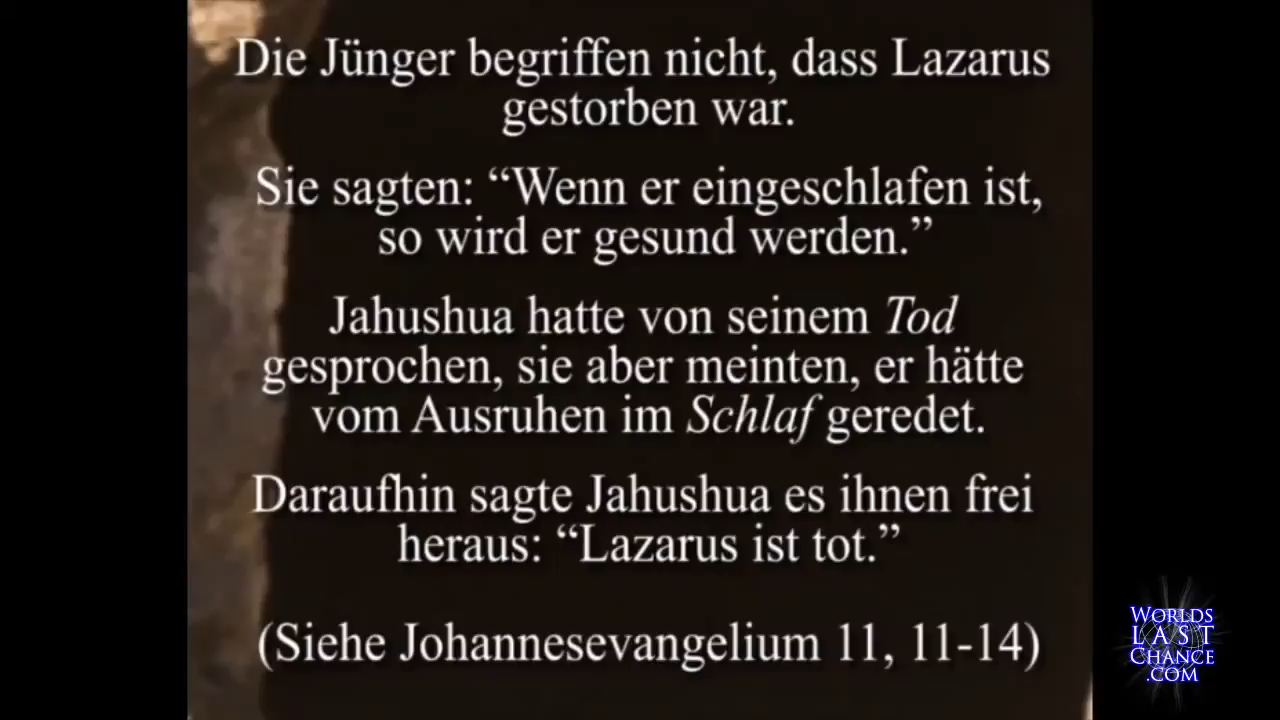 Die Jünger begriffen nicht, dass Lazarus
gestorben war.
Sie sagten: “Wenn er eingeschlafen ist,
so wird er gesund werden.”
Jahushua hatte von seinem Tod
gesprochen, sie aber meinten, er hätte
vom Ausruhen im Schlaf geredet.
Daraufhin sagte Jahushua es ihnen frei
heraus: “Lazarus ist tot.”
(Siehe Johannesevangelium 11, 11-14)
WORLDS
LAST
CHANCE
.COM